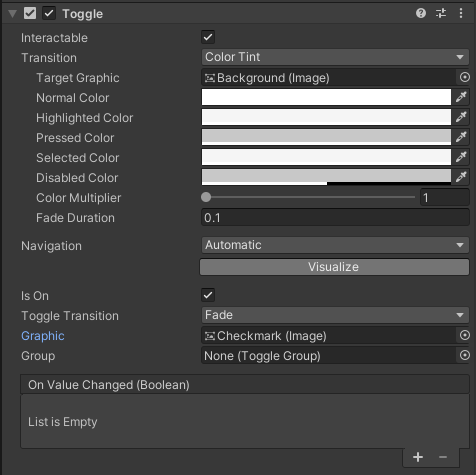 Toggle
Interactable
Transition Color Tint
Target Graphic Background (Image)
Normal Color
Highlighted Color
Pressed Color
Selected Color
Disabled Color
Color Multiplier 1
Fade Duration 0.1
Navigation Automatic
Visualize
Is On
Toggle Transition Fade
Graphic Checkmark (Image)
Group None (Toggle Group)
On Value Changed (Boolean)
List is Empty